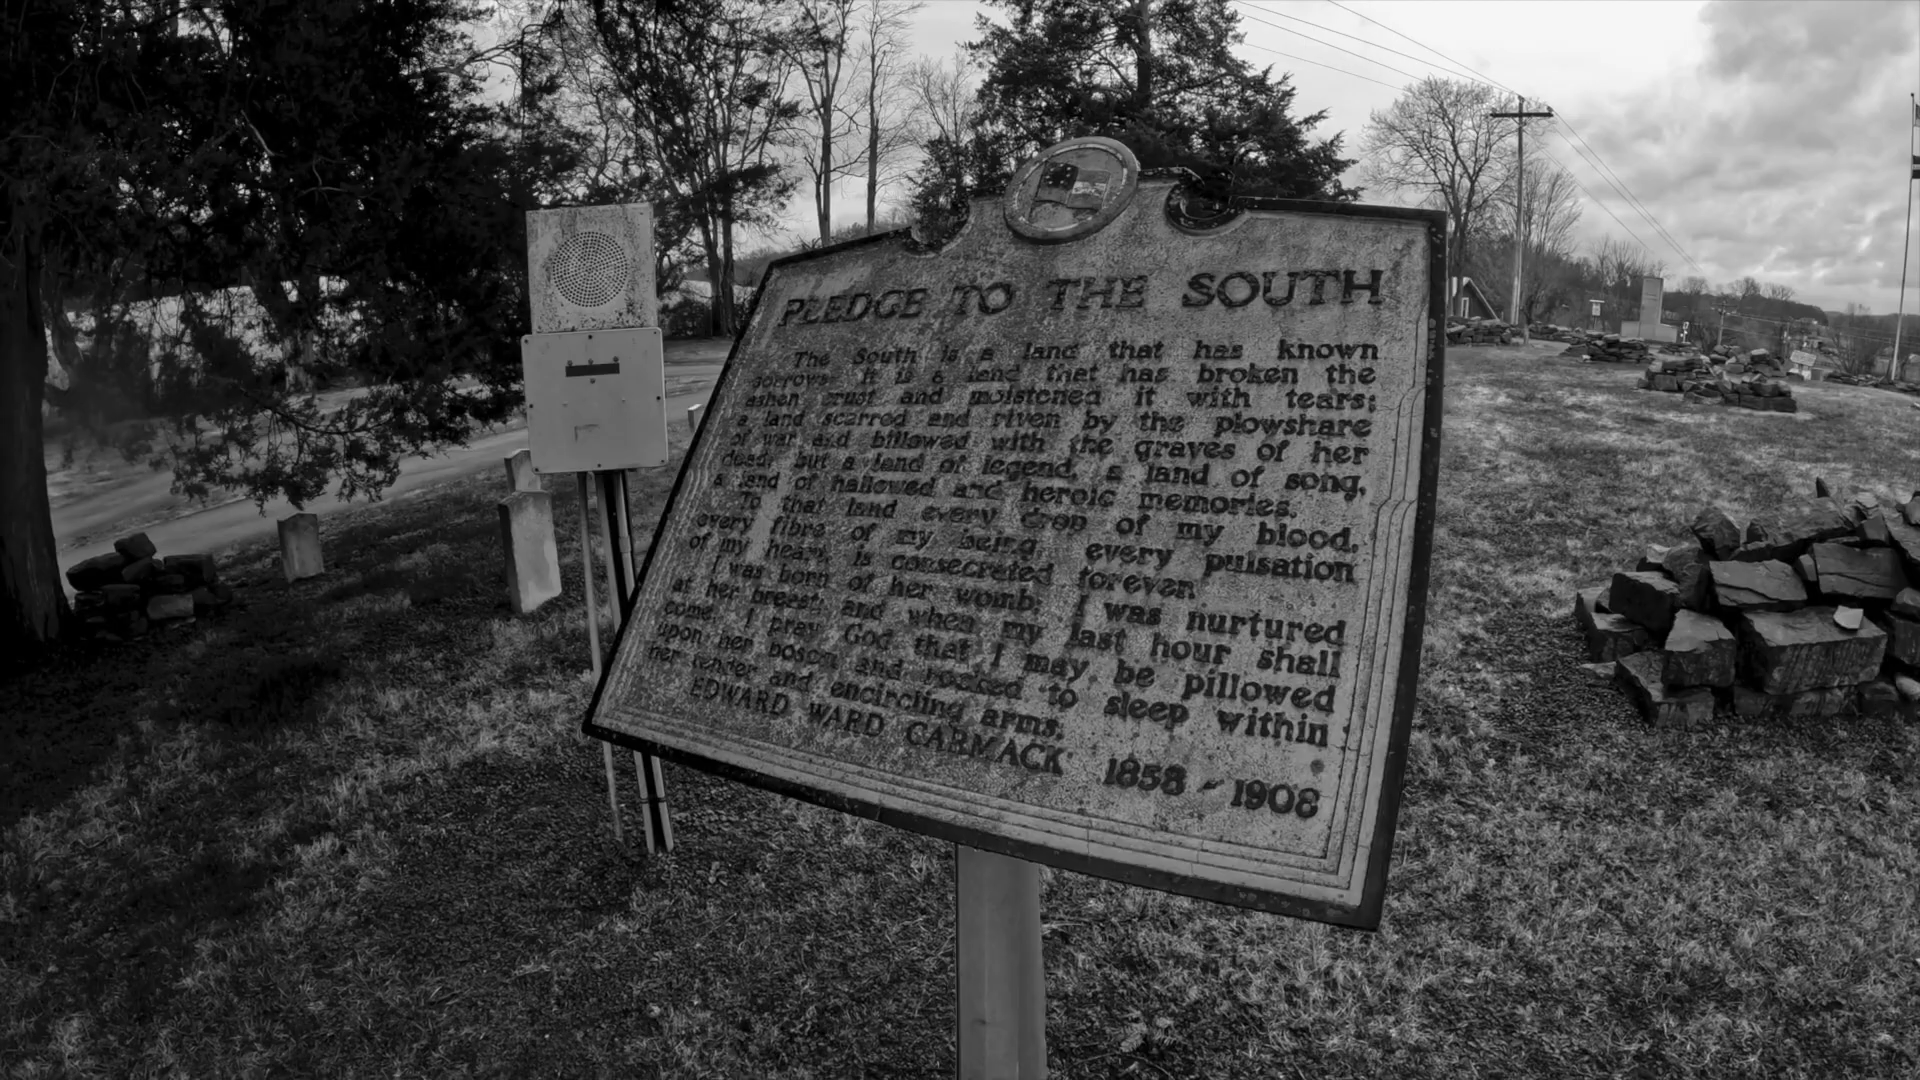 PLEDGE TO THE SOUTH
The South is a land that has known
sorrows; it is a land that has broken the
ashen crust and moistened it with tears;
a land scarred and riven by the plowshare
of war and billowed with the graves of her
dead; but a land of legend, a land of song,
a land of hallowed and heroic memories.
To that land every drop of my blood,
every fibre of my being, every pulsation
of my heart, is consecrated forever.
I was born of her womb; I was nurtured
at her breast; and when my last hour shall
come, I pray God that I may be pillowed
upon her bosom and rocked to sleep within
her tender and encircling arms.
EDWARD WARD CARMACK 1858 - 1908